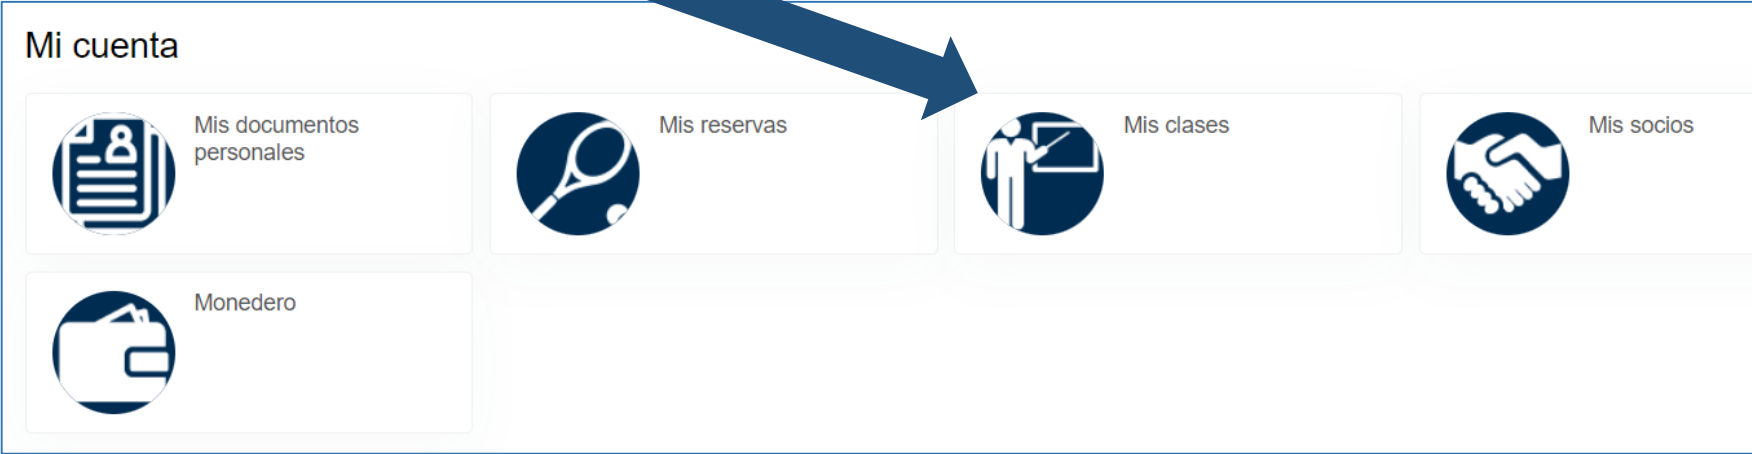 Mi cuenta
Mis documentos
personales
Mis reservas
Mis clases
Mis socios
Monedero